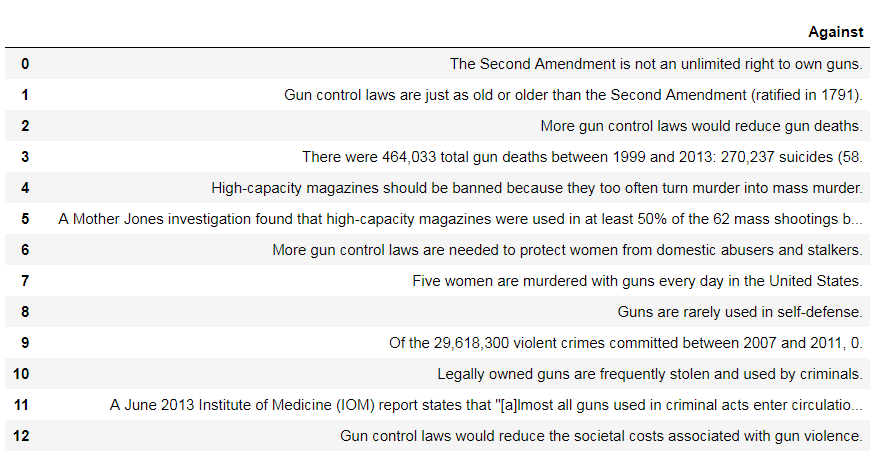 Against
0 The Second Amendment is not an unlimited right to own guns.
1 Gun control laws are just as old or older than the Second Amendment (ratified in 1791).
2 More gun control laws would reduce gun deaths.
3 There were 464,033 total gun deaths between 1999 and 2013: 270,237 suicides (58.
4 High-capacity magazines should be banned because they too often turn murder into mass murder.
5 A Mother Jones investigation found that high-capacity magazines were used in at least 50% of the 62 mass shootings b...
6 More gun control laws are needed to protect women from domestic abusers and stalkers.
7 Five women are murdered with guns every day in the United States.
8 Guns are rarely used in self-defense.
9 Of the 29,618,300 violent crimes committed between 2007 and 2011, 0.
10 Legally owned guns are frequently stolen and used by criminals.
11 A June 2013 Institute of Medicine (IOM) report states that "[a]lmost all guns used in criminal acts enter circulatio...
12 Gun control laws would reduce the societal costs associated with gun violence.